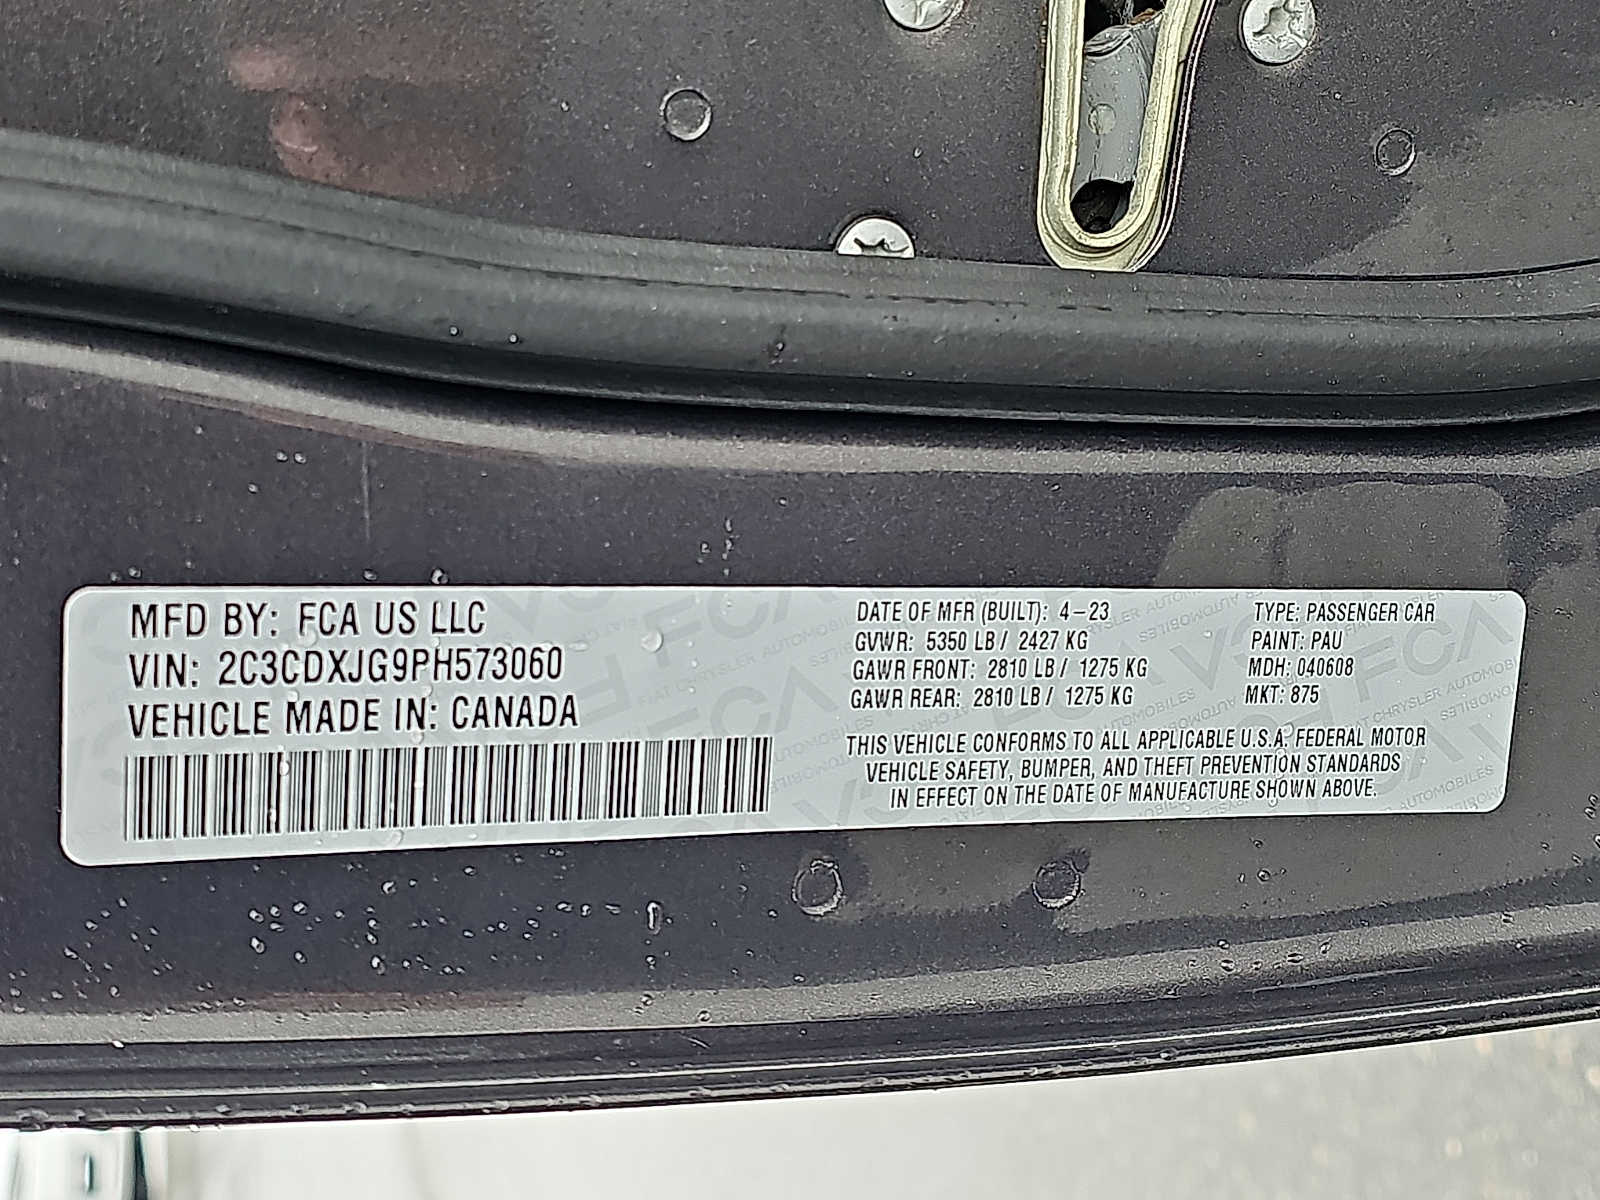 MFD BY: FCA US LLC
VIN: 2C3CDXJG9PH573060
VEHICLE MADE IN: CANADA
DATE OF MFR (BUILT): 4-23
GVWR: 5350 LB / 2427 KG
GAWR FRONT: 2810 LB / 1275 KG
GAWR REAR: 2810 LB / 1275 KG
TYPE: PASSENGER CAR
PAINT: PAU
MDH: 040608
MKT: 875
THIS VEHICLE CONFORMS TO ALL APPLICABLE U.S.A. FEDERAL MOTOR
VEHICLE SAFETY, BUMPER, AND THEFT PREVENTION STANDARDS
IN EFFECT ON THE DATE OF MANUFACTURE SHOWN ABOVE.